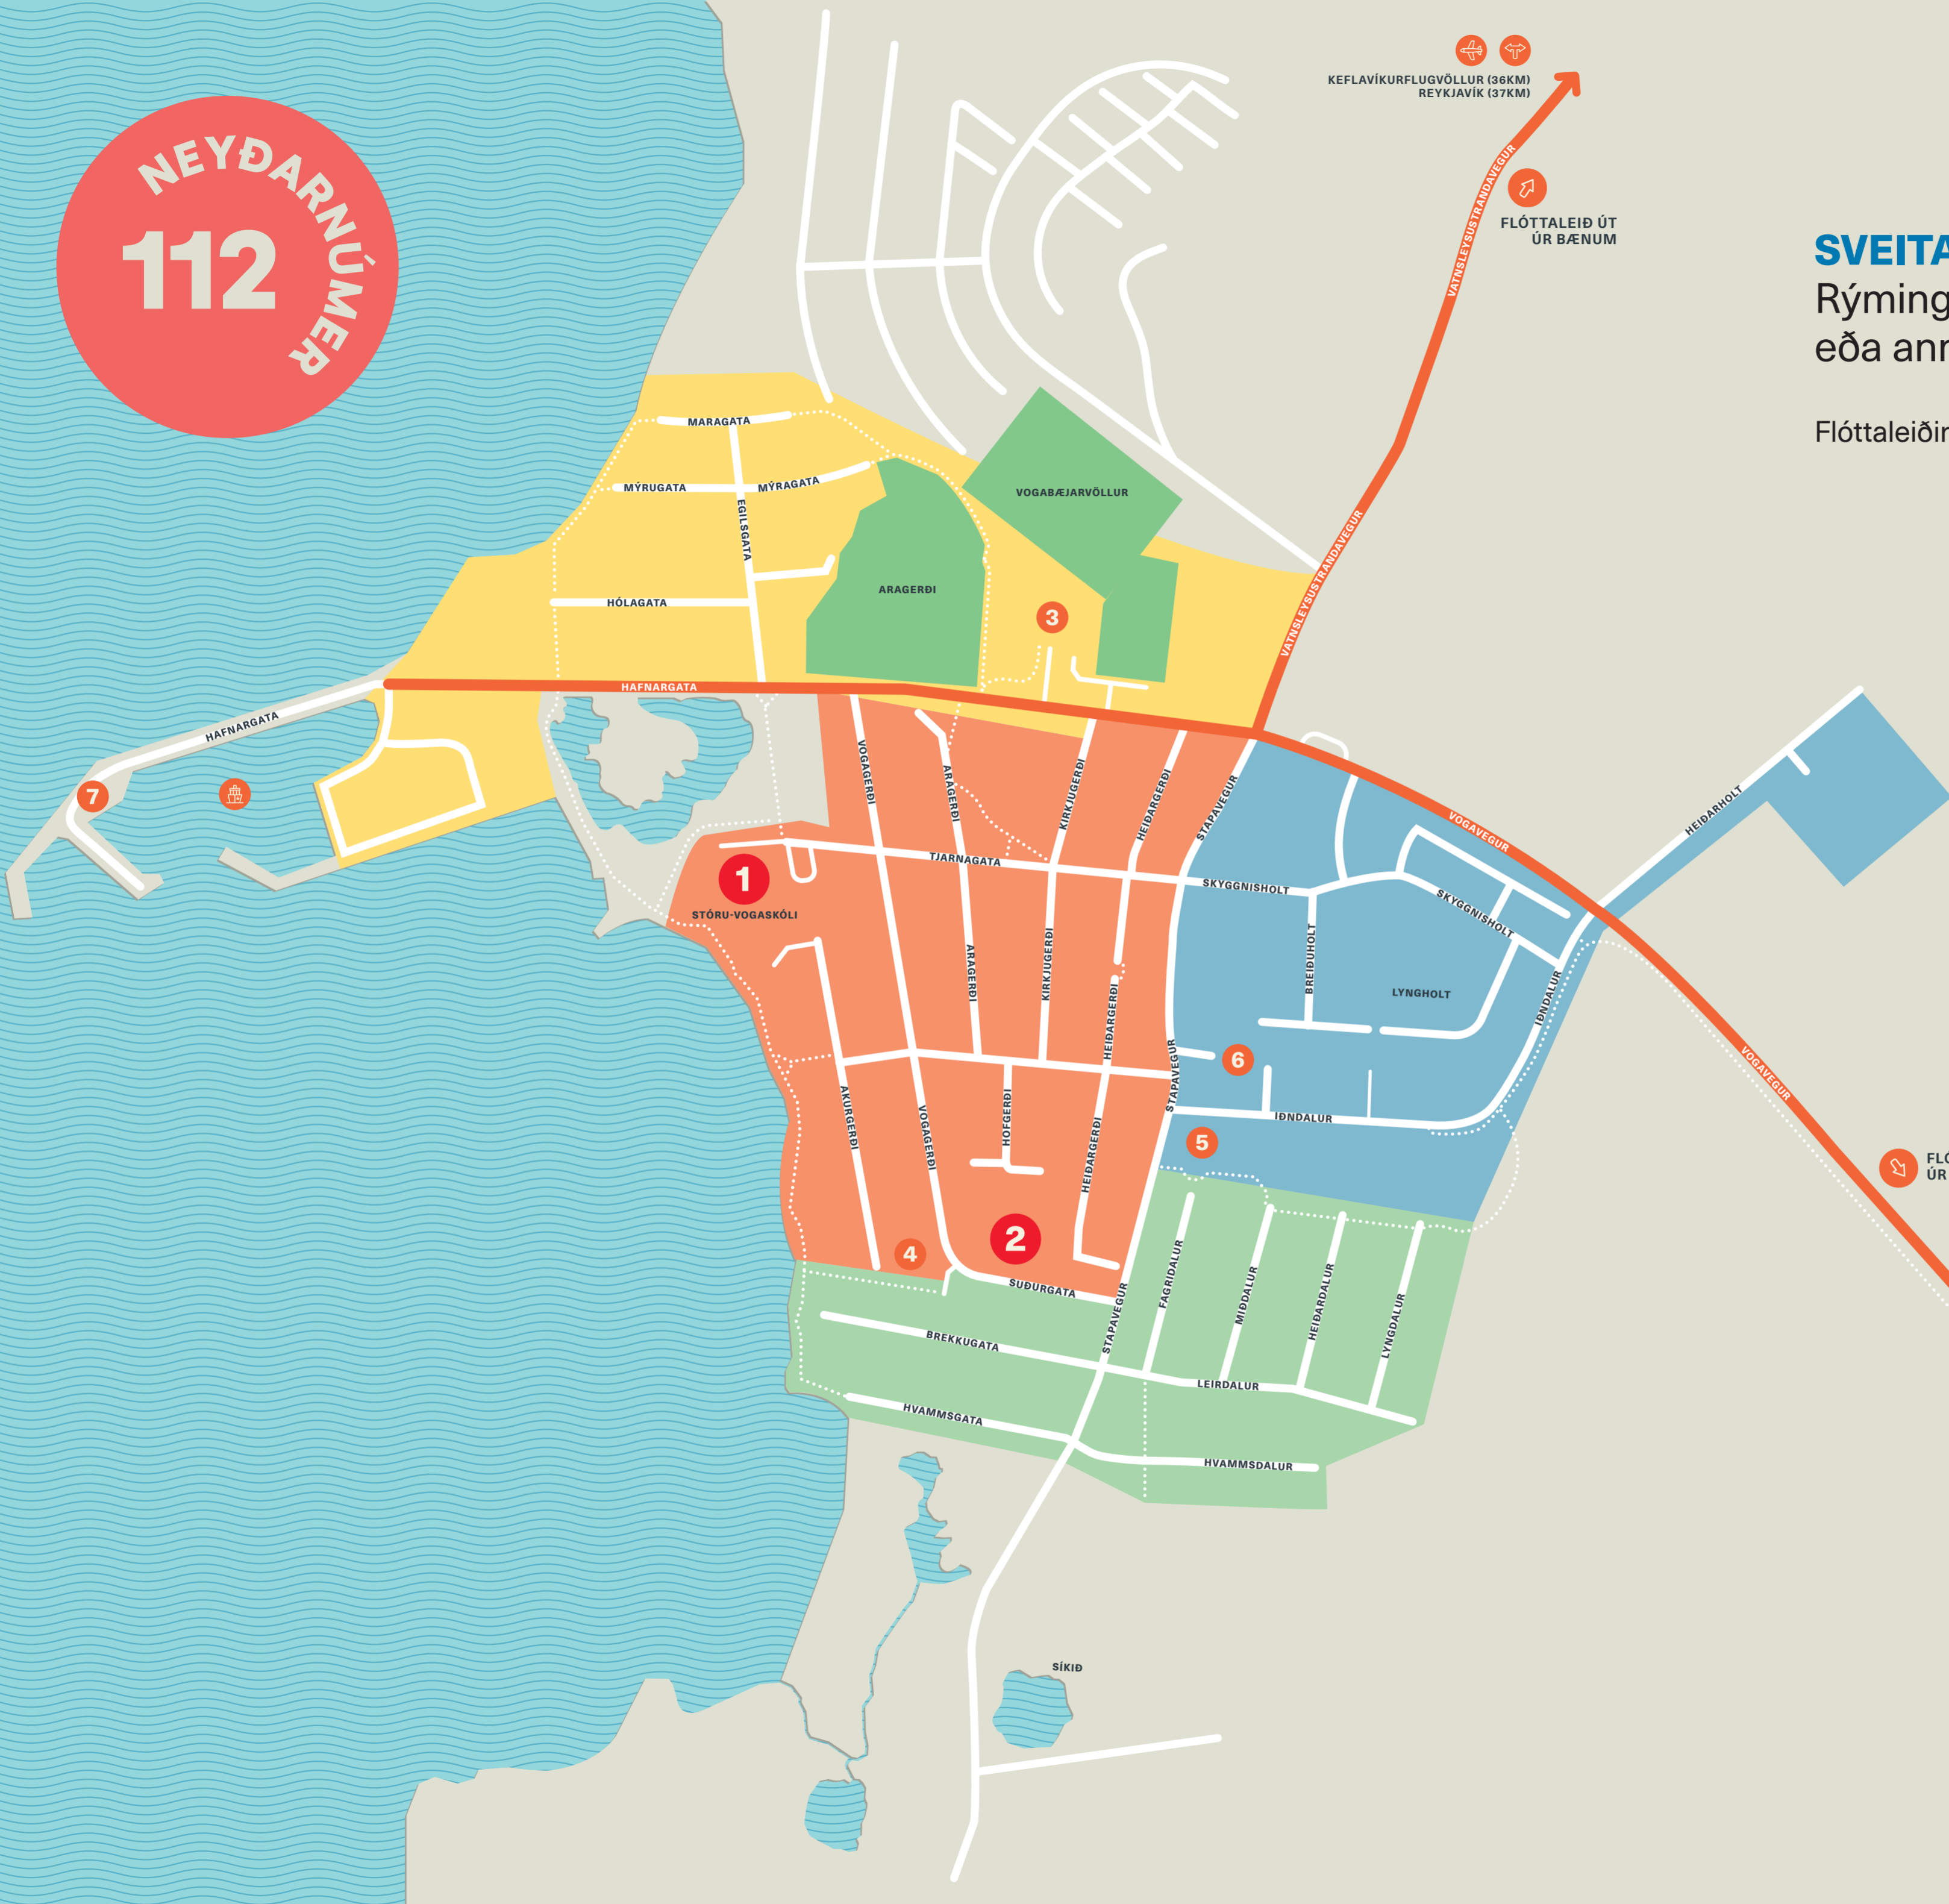 NEYÐARNÚMER
112
KEFLAVÍKURFLUGVÖLLUR (36KM)
REYKJAVÍK (37KM)
VATNSLEYSUSTRANDAVEGUR
FLÓTTALEIÐ ÚT
ÚR BÆNUM
SVEITA
Rýming
eða ann
Flóttaleiðir
MARAGATA
MÝRUGATA
MÝRAGATA
EGILSGATA
VOGABÆJARVÖLLUR
ARAGERÐI
HÓLAGATA
3
VATNSLEYSUSTRANDAVEGUR
HAFNARGATA
HAFNARGATA
7
VOGAGERÐI
ARAGERÐI
KIRKJUGERÐI
HEIÐARGERÐI
STAPAVEGUR
VOGAVEGUR
HEIÐARHOLT
TJARNAGATA
1
STÓRU-VOGASKÓLI
SKYGGNISHOLT
SKYGGNISHOLT
ARAGERÐI
KIRKJUGERÐI
BREIÐUHOLT
LYNGHOLT
IÐNDALUR
HEIÐARGERÐI
STAPAVEGUR
6
VOGAVEGUR
AKURGERÐI
VOGAGERÐI
HOFGERÐI
HEIÐARGERÐI
IÐNDALUR
5
FLÓ
ÚR
4
2
SUÐURGATA
STAPAVEGUR
FAGRIDALUR
MIÐDALUR
HEIÐARDALUR
LYNGDALUR
BREKKUGATA
LEIRDALUR
HVAMMSGATA
HVAMMSDALUR
SÍKIÐ